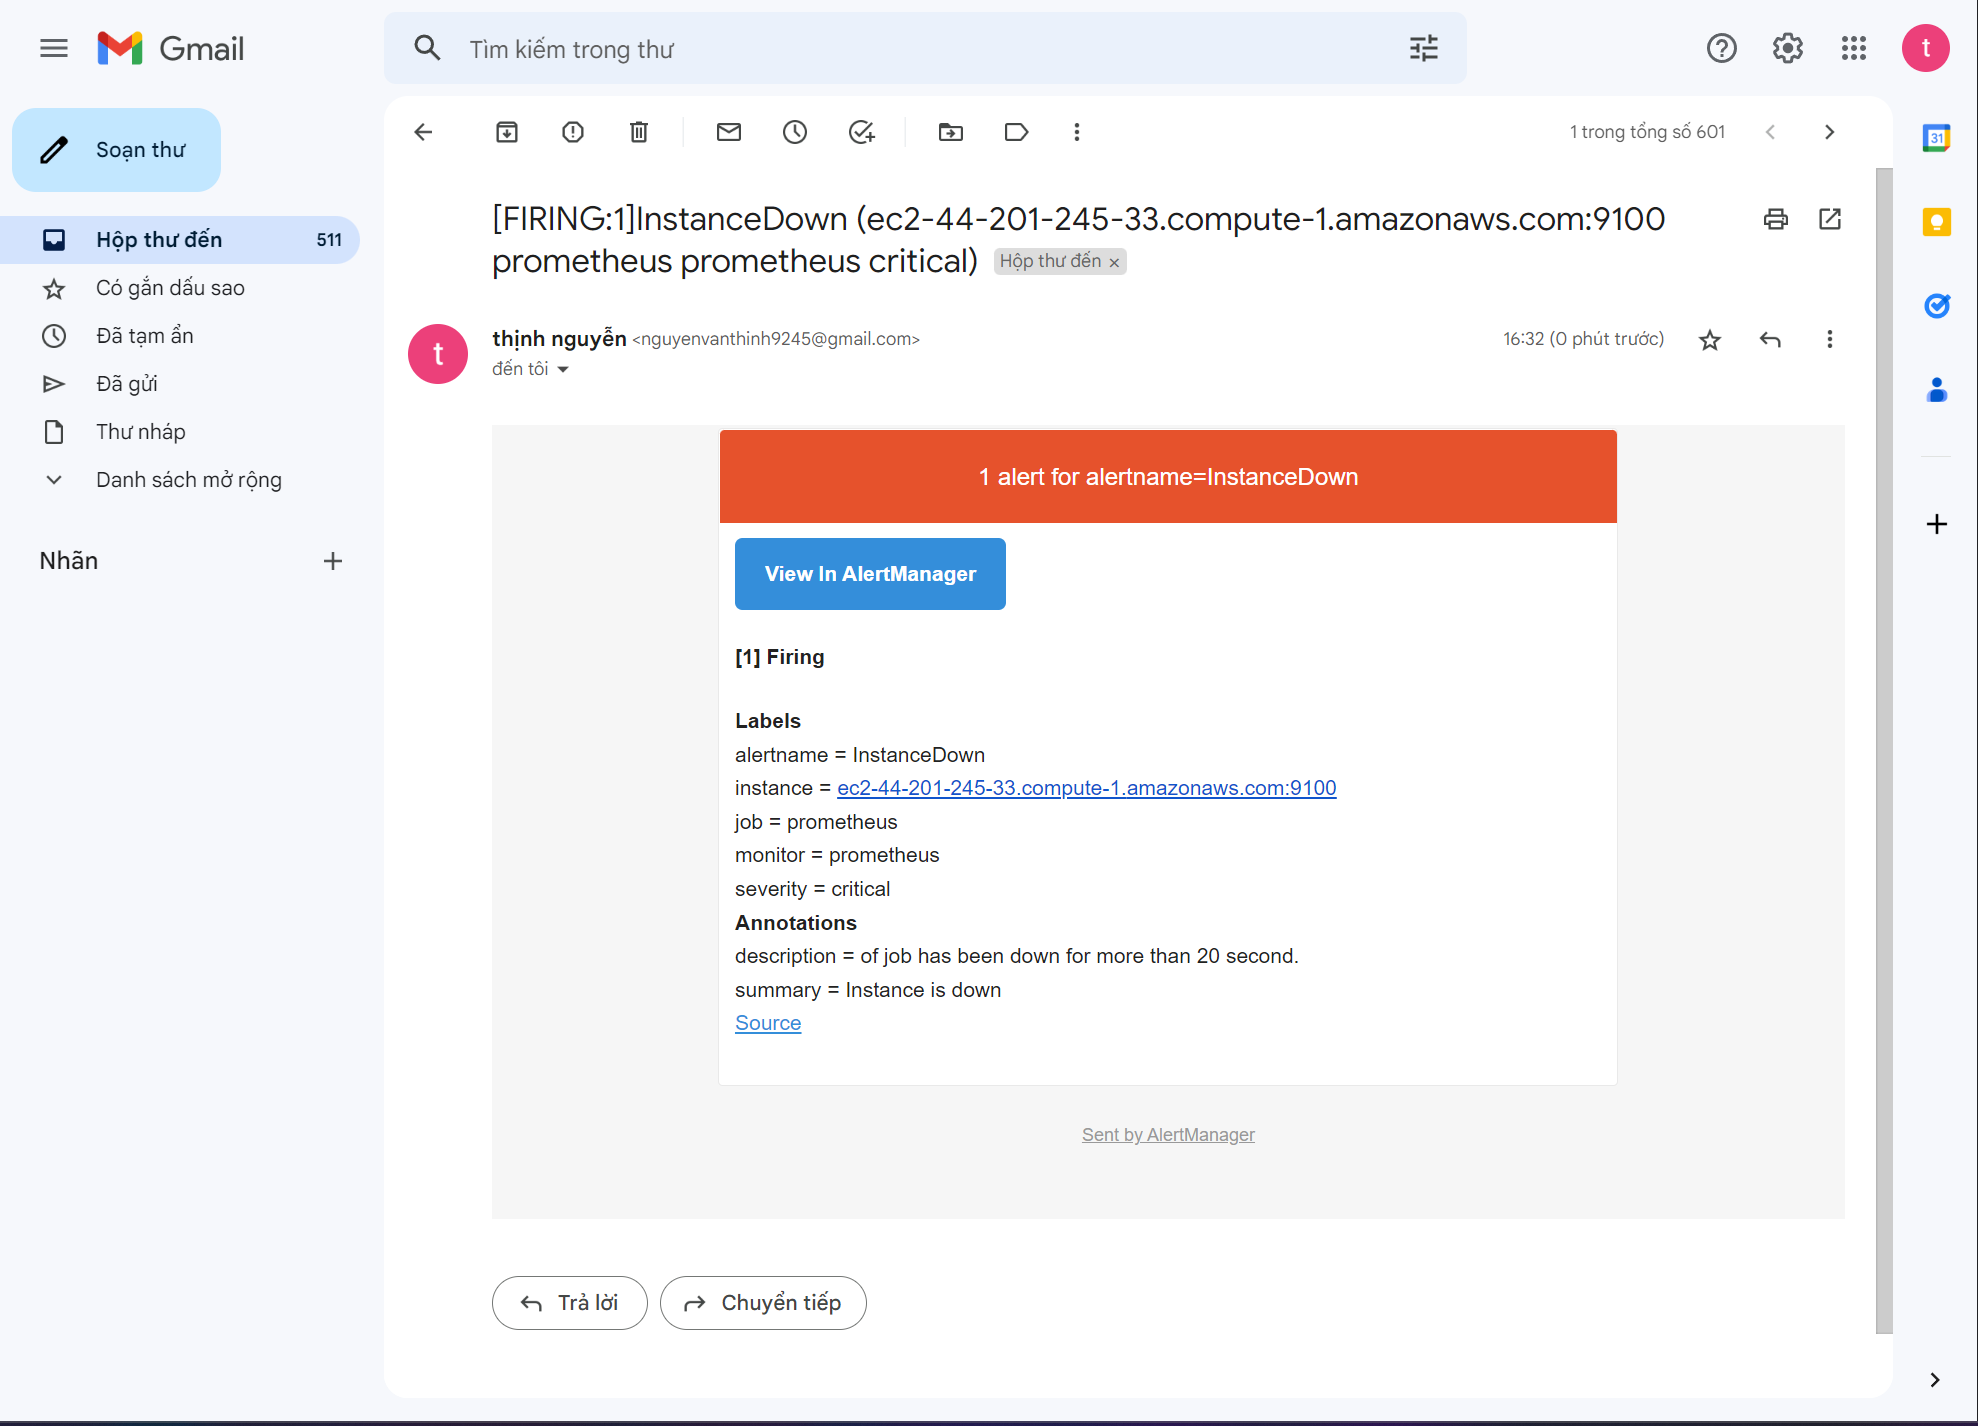 Gmail
Tìm kiếm trong thư
t
Soạn thư
1 trong tổng số 601
31
Hộp thư đến 511
Có gắn dấu sao
Đã tạm ẩn
Đã gửi
Thư nháp
Danh sách mở rộng
Nhãn
[FIRING:1]InstanceDown (ec2-44-201-245-33.compute-1.amazonaws.com:9100
prometheus prometheus critical) Hộp thư đến ×
t
thịnh nguyễn <nguyenvanthinh9245@gmail.com> 16:32 (0 phút trước)
đến tôi
1 alert for alertname=InstanceDown
View In AlertManager
[1] Firing
Labels
alertname = InstanceDown
instance = ec2-44-201-245-33.compute-1.amazonaws.com:9100
job = prometheus
monitor = prometheus
severity = critical
Annotations
description = of job has been down for more than 20 second.
summary = Instance is down
Source
Sent by AlertManager
Trả lời
Chuyển tiếp